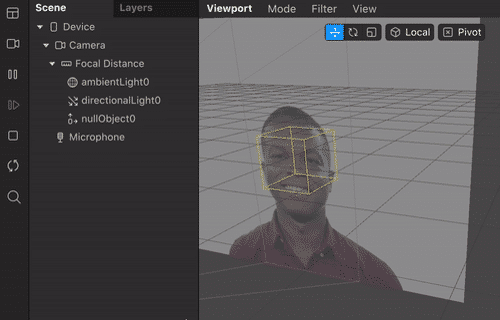 Scene Layers
Viewport Mode Filter View
Local Pivot
Device
Camera
Focal Distance
ambientLight0
directionalLight0
nullObject0
Microphone